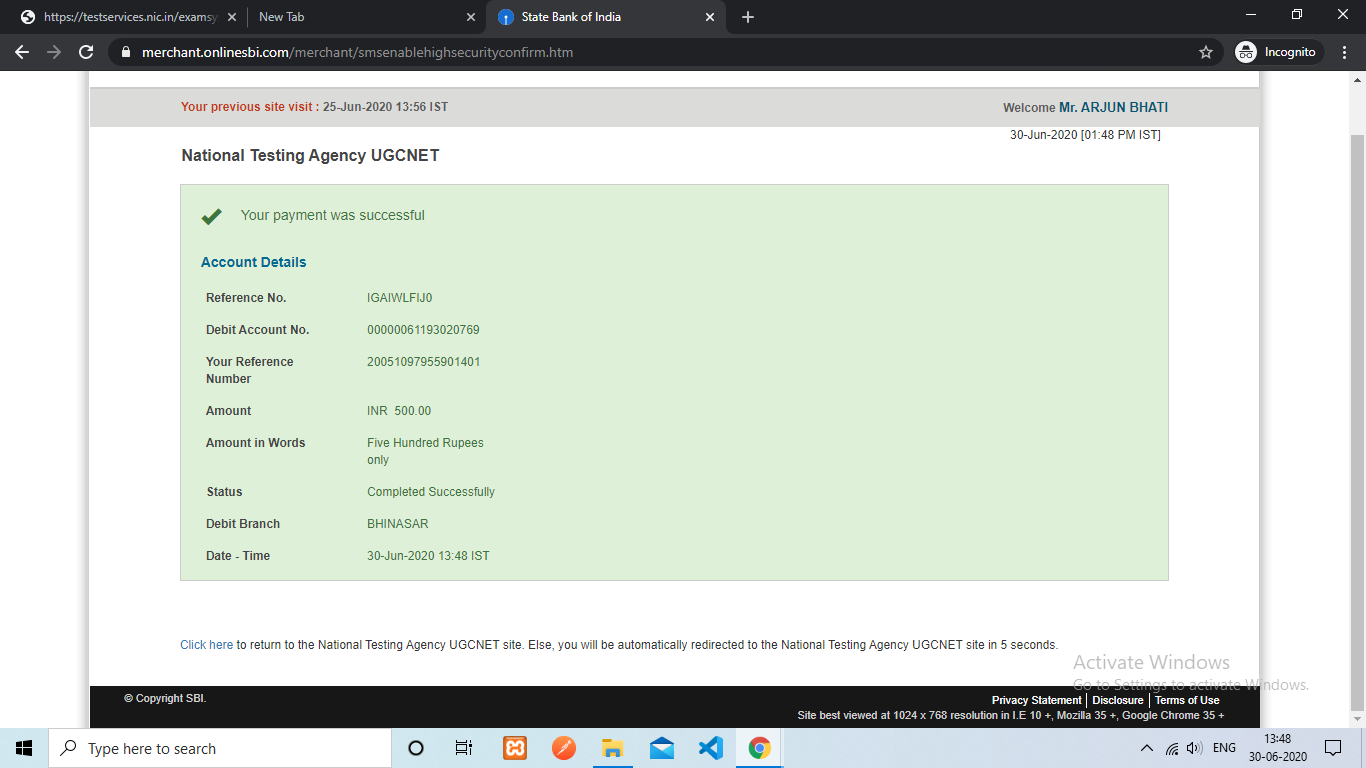 https://testservices.nic.in/examsy
New Tab
State Bank of India
merchant.onlinesbi.com/merchant/smsenablehighsecurityconfirm.htm
Incognito
Your previous site visit : 25-Jun-2020 13:56 IST
Welcome Mr. ARJUN BHATI
30-Jun-2020 [01:48 PM IST]
National Testing Agency UGCNET
Your payment was successful
Account Details
Reference No. IGAIWLFIJ0
Debit Account No. 00000061193020769
Your Reference Number 20051097955901401
Amount INR 500.00
Amount in Words Five Hundred Rupees only
Status Completed Successfully
Debit Branch BHINASAR
Date - Time 30-Jun-2020 13:48 IST
Click here to return to the National Testing Agency UGCNET site. Else, you will be automatically redirected to the National Testing Agency UGCNET site in 5 seconds.
Activate Windows
Go to Settings to activate Windows.
© Copyright SBI.
Privacy Statement | Disclosure | Terms of Use
Site best viewed at 1024 x 768 resolution in I.E 10 +, Mozilla 35 +, Google Chrome 35 +
Type here to search
ENG
13:48
30-06-2020